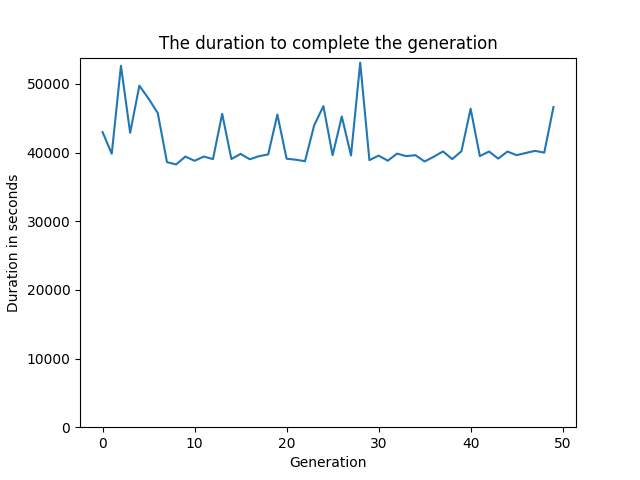 The duration to complete the generation
50000
40000
30000
20000
10000
0
Duration in seconds
0 10 20 30 40 50
Generation